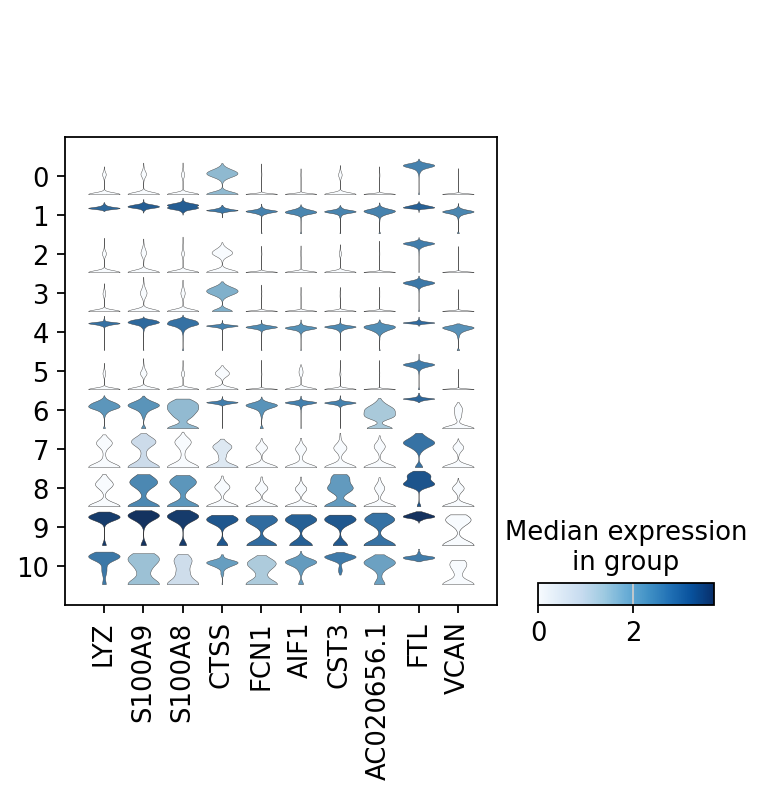 0
1
2
3
4
5
6
7
8
9
10
LYZ
S100A9
S100A8
CTSS
FCN1
AIF1
CST3
AC020656.1
FTL
VCAN
Median expression
in group
0 2